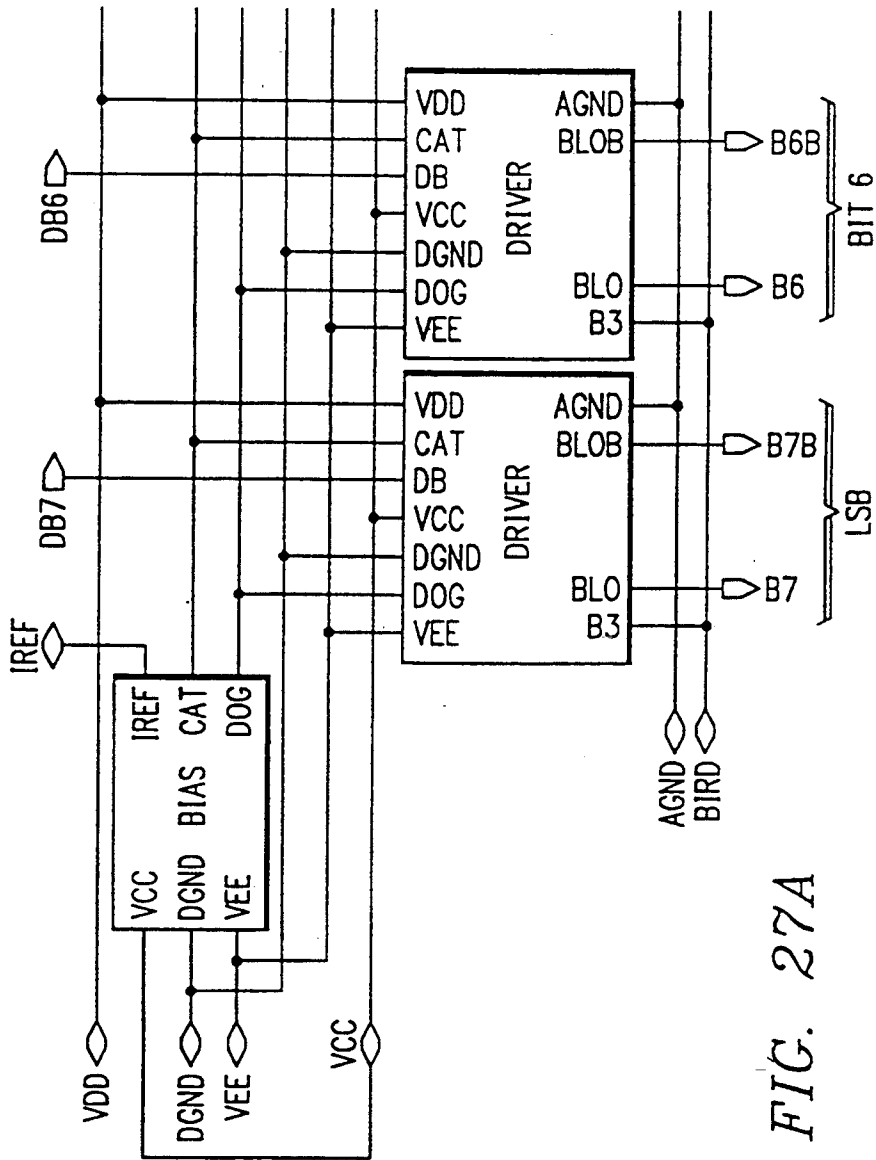 DB6
DB7
IREF
VDD
CAT
DB
VCC
DGND
DOG
VEE
DRIVER
AGND
BLOB
BLO
B3
B6B
B6
BIT 6
VDD
CAT
DB
VCC
DGND
DOG
VEE
DRIVER
AGND
BLOB
BLO
B3
B7B
B7
LSB
IREF
CAT
DOG
BIAS
VCC
DGND
VEE
VDD
DGND
VEE
VCC
AGND
BIRD
FIG. 27A